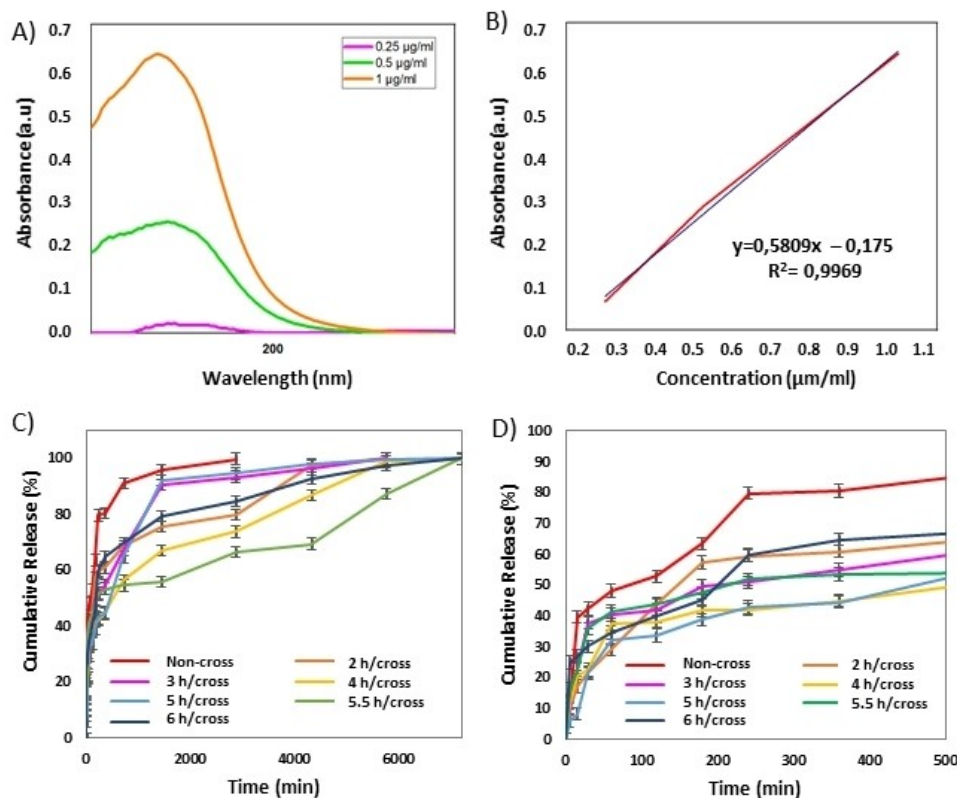 A)
0.7
0.6
0.5
0.4
0.3
0.2
0.1
0.0
Absorbance (a.u)
0.25 µg/ml
0.5 µg/ml
1 µg/ml
200
Wavelength (nm)
B)
0.7
0.6
0.5
0.4
0.3
0.2
0.1
0.0
Absorbance (a.u)
y=0,5809x – 0,175
R²= 0,9969
0.2 0.3 0.4 0.5 0.6 0.7 0.8 0.9 1.0 1.1
Concentration (µm/ml)
C)
100
80
60
40
20
0
Cumulative Release (%)
Non-cross 2 h/cross
3 h/cross 4 h/cross
5 h/cross 5.5 h/cross
6 h/cross
0 2000 4000 6000
Time (min)
D)
100
90
80
70
60
50
40
30
20
10
0
Cumulative Release (%)
Non-cross 2 h/cross
3 h/cross 4 h/cross
5 h/cross 5.5 h/cross
6 h/cross
0 100 200 300 400 500
Time (min)